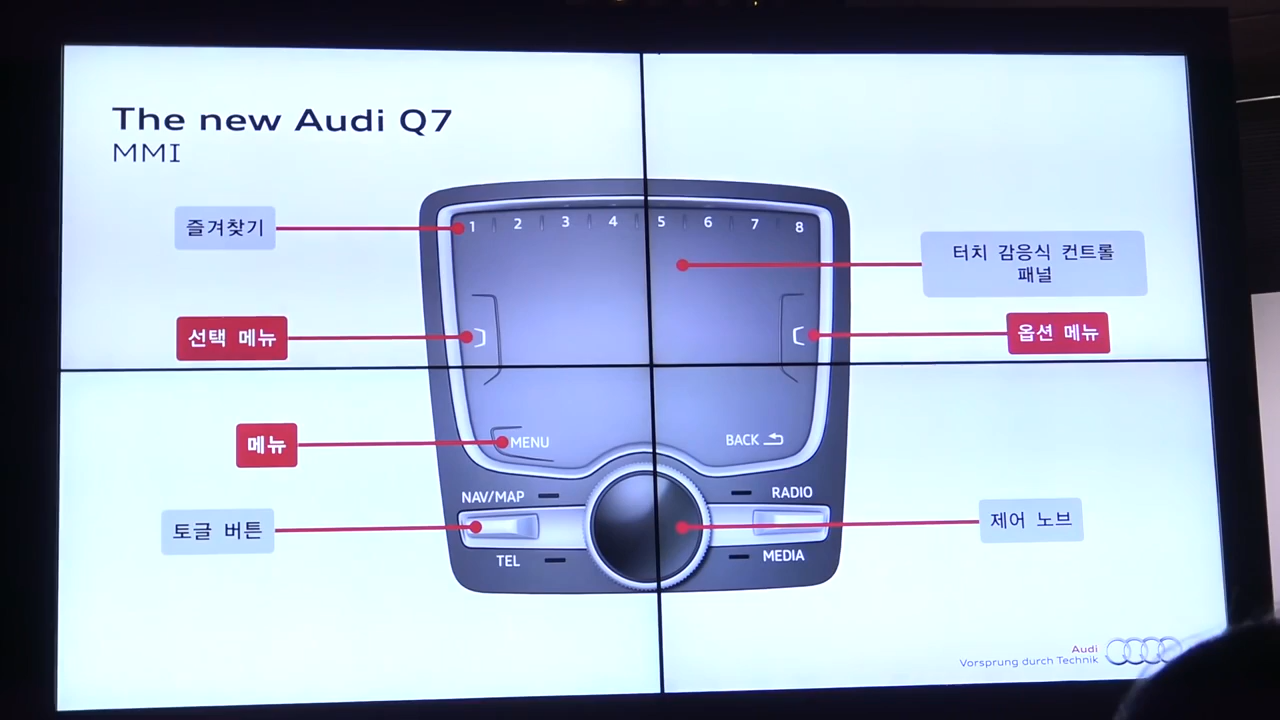 The new Audi Q7
MMI
즐겨찾기
1 2 3 4 5 6 7 8
터치 감응식 컨트롤
패널
선택 메뉴
옵션 메뉴
메뉴
MENU
BACK
NAV/MAP
RADIO
토글 버튼
제어 노브
TEL
MEDIA
Audi
Vorsprung durch Technik